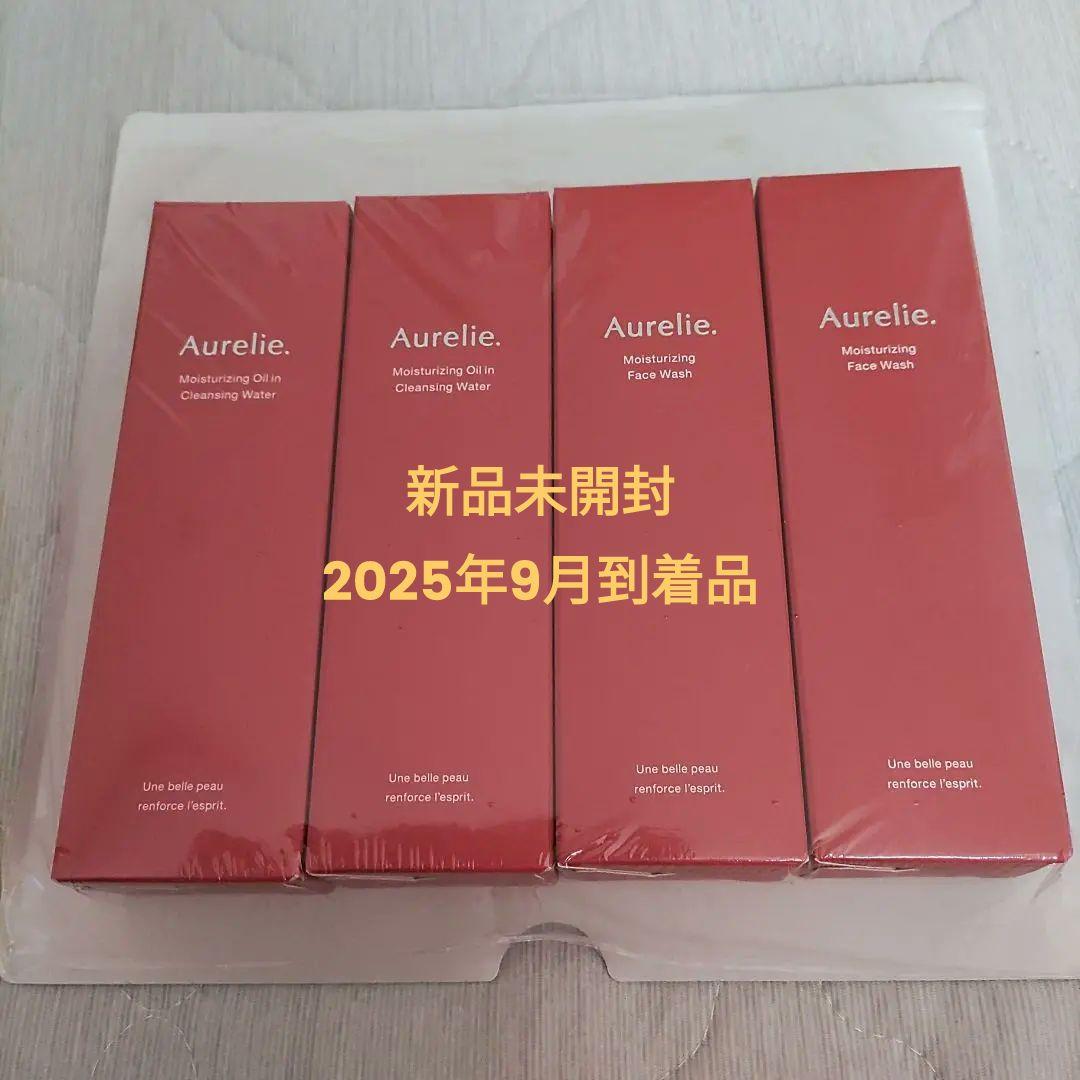 Aurelie.
Moisturizing Oil in
Cleansing Water
Aurelie.
Moisturizing Oil in
Cleansing Water
Aurelie.
Moisturizing
Face Wash
Aurelie.
Moisturizing
Face Wash
新品未開封
2025年9月到着品
Une belle peau
renforce l'esprit.
Une belle peau
renforce l'esprit.
Une belle peau
renforce l'esprit.
Une belle peau
renforce l'esprit.